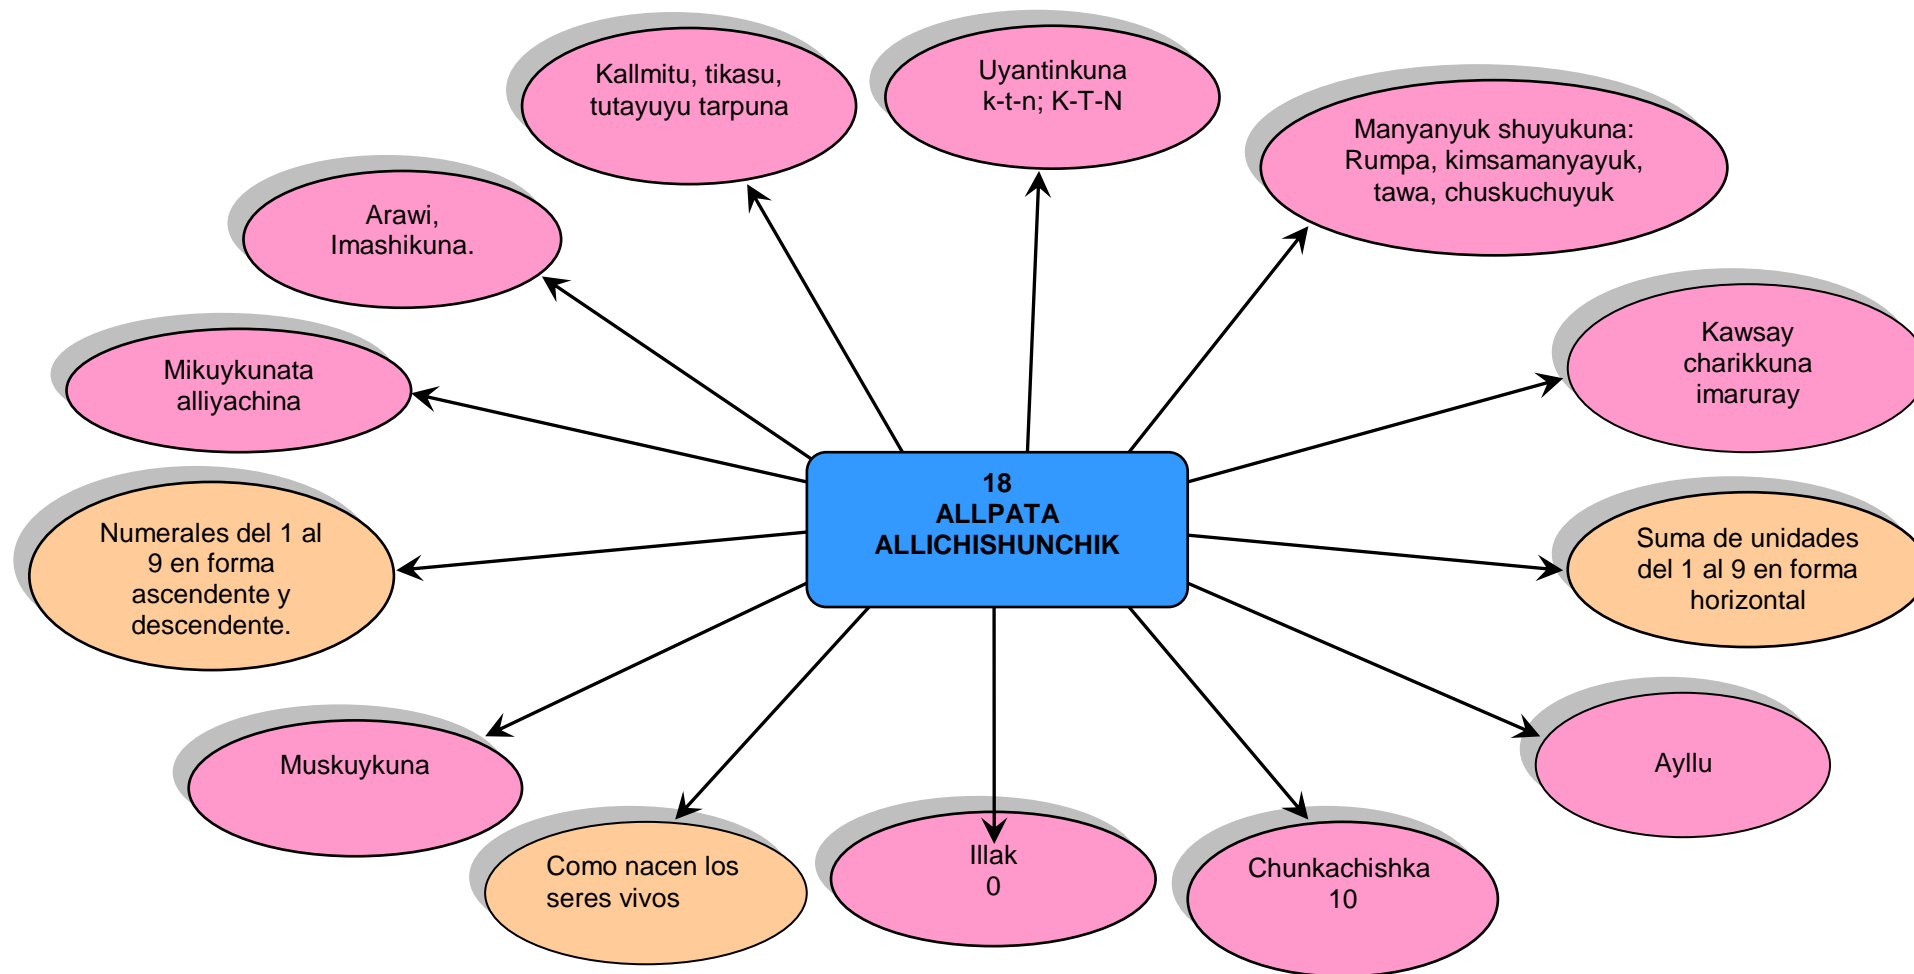 Kallmitu, tikasu,
tutayuyu tarpuna
Uyantinkuna
k-t-n; K-T-N
Manyanyuk shuyukuna:
Rumpa, kimsamanyayuk,
tawa, chuskuchuyuk
Arawi,
Imashikuna.
Kawsay
charikkuna
imaruray
Mikuykunata
alliyachina
18
ALLPATA
ALLICHISHUNCHIK
Numerales del 1 al
9 en forma
ascendente y
descendente.
Suma de unidades
del 1 al 9 en forma
horizontal
Muskuykuna
Ayllu
Como nacen los
seres vivos
Illak
0
Chunkachishka
10